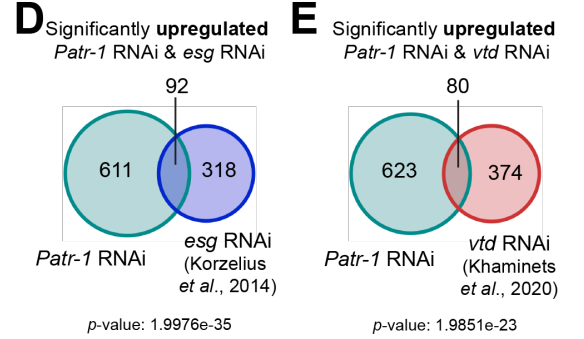 D Significantly upregulated
Patr-1 RNAi & esg RNAi
92
611
318
Patr-1 RNAi
esg RNAi
(Korzelius
et al., 2014)
p-value: 1.9976e-35
E Significantly upregulated
Patr-1 RNAi & vtd RNAi
80
623
374
Patr-1 RNAi
vtd RNAi
(Khaminets
et al., 2020)
p-value: 1.9851e-23